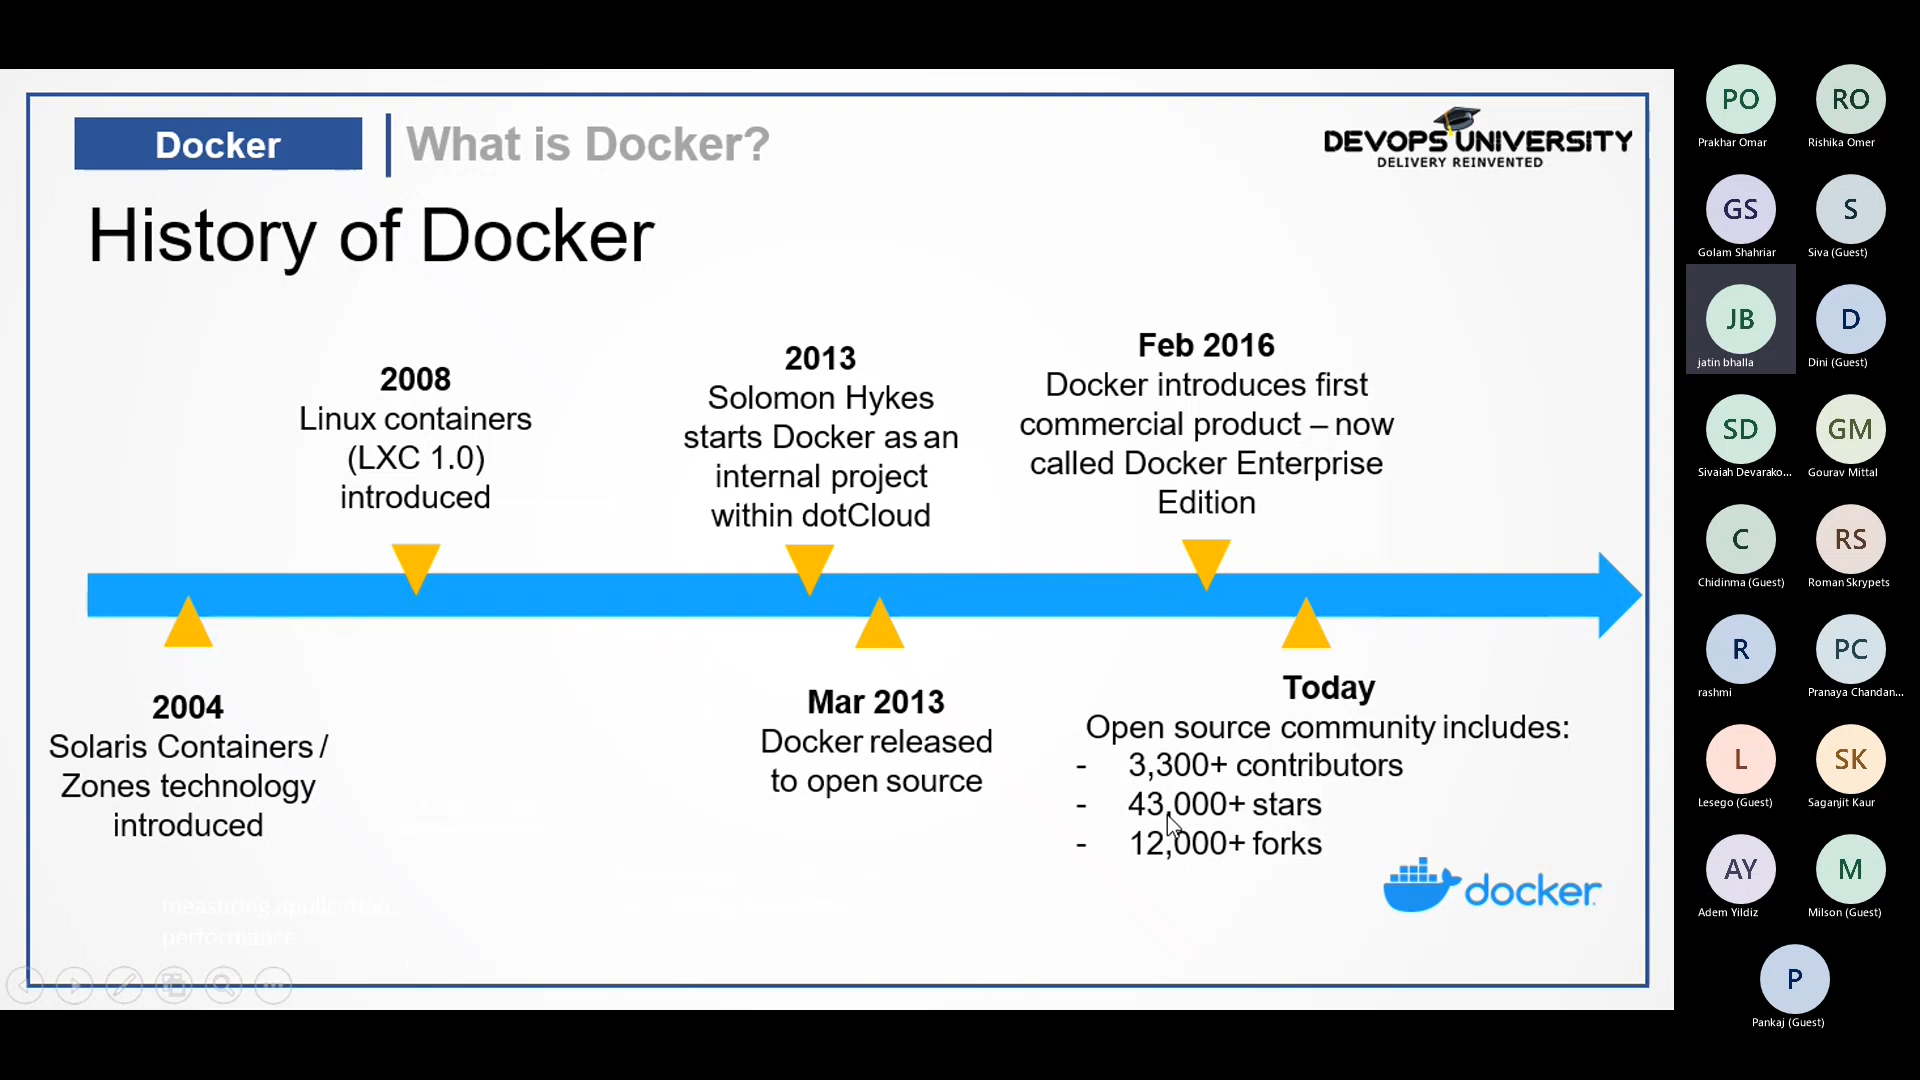 Docker
What is Docker?
DEVOPS UNIVERSITY
DELIVERY REINVENTED
History of Docker
2008
Linux containers
(LXC 1.0)
introduced
2013
Solomon Hykes
starts Docker as an
internal project
within dotCloud
Feb 2016
Docker introduces first
commercial product – now
called Docker Enterprise
Edition
2004
Solaris Containers /
Zones technology
introduced
Mar 2013
Docker released
to open source
Today
Open source community includes:
- 3,300+ contributors
- 43,000+ stars
- 12,000+ forks
docker
measuring application
performance
PO
Prakhar Omar
RO
Rishika Omer
GS
Golam Shahriar
S
Siva (Guest)
JB
jatin bhalla
D
Dini (Guest)
SD
Sivaiah Devarako...
GM
Gourav Mittal
C
Chidinma (Guest)
RS
Roman Skrypets
R
rashmi
PC
Pranaya Chandan...
L
Lesego (Guest)
SK
Saganjit Kaur
AY
Adem Yildiz
M
Milson (Guest)
P
Pankaj (Guest)